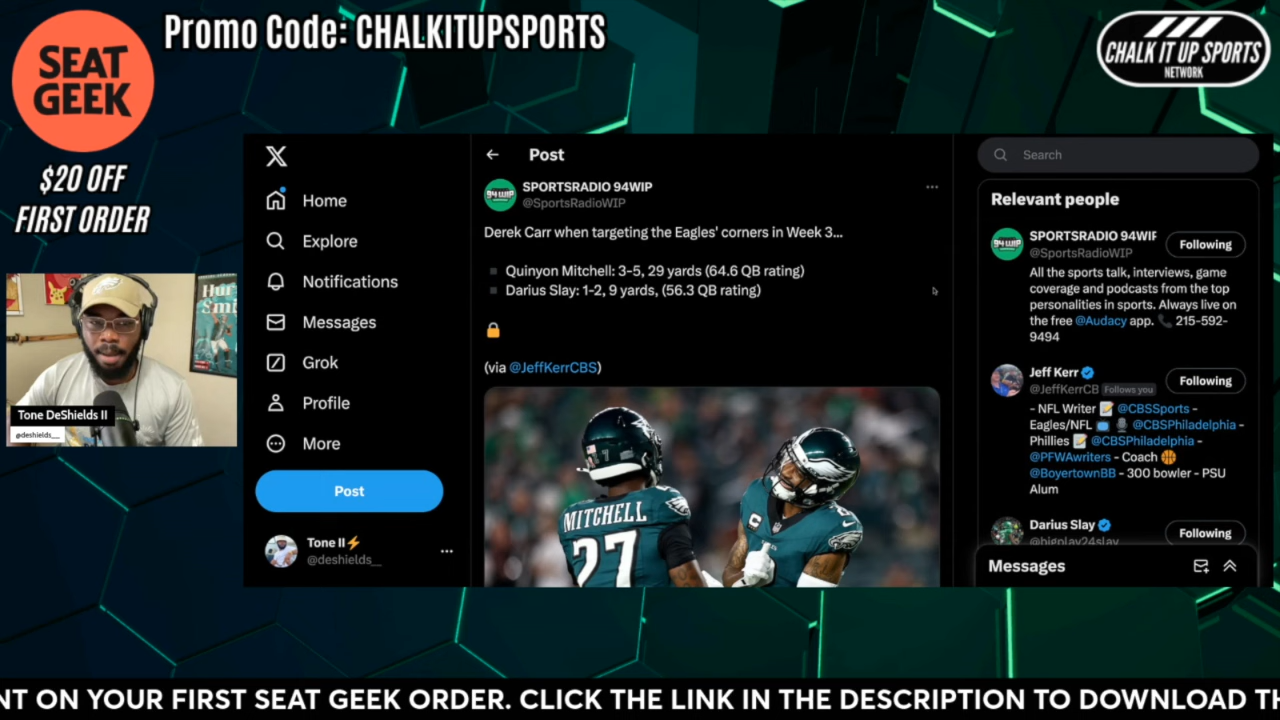 SEAT
GEEK
Promo Code: CHALKITUPSPORTS
CHALK IT UP SPORTS
NETWORK
$20 OFF
FIRST ORDER
Tone DeShields II
@deshields__
Home
Explore
Notifications
Messages
Grok
Profile
More
Post
Tone II⚡
@deshields__
Post
94WIP
SPORTSRADIO 94WIP
@SportsRadioWIP
Derek Carr when targeting the Eagles' corners in Week 3...
Quinyon Mitchell: 3-5, 29 yards (64.6 QB rating)
Darius Slay: 1-2, 9 yards, (56.3 QB rating)
🔒
(via @JeffKerrCBS)
MITCHELL
27
C
Search
Relevant people
94WIP
SPORTSRADIO 94WIP
@SportsRadioWIP
Following
All the sports talk, interviews, game
coverage and podcasts from the top
personalities in sports. Always live on
the free @Audacy app. 📞 215-592-
9494
Jeff Kerr
@JeffKerrCB Follows you
Following
- NFL Writer 📝 @CBSSports -
Eagles/NFL 📺 🎙️ @CBSPhiladelphia -
Phillies 📝 @CBSPhiladelphia -
@PFWAwriters - Coach 🏀
@BoyertownBB - 300 bowler - PSU
Alum
Darius Slay
@bigplay24slay
Following
Messages
NT ON YOUR FIRST SEAT GEEK ORDER. CLICK THE LINK IN THE DESCRIPTION TO DOWNLOAD TH